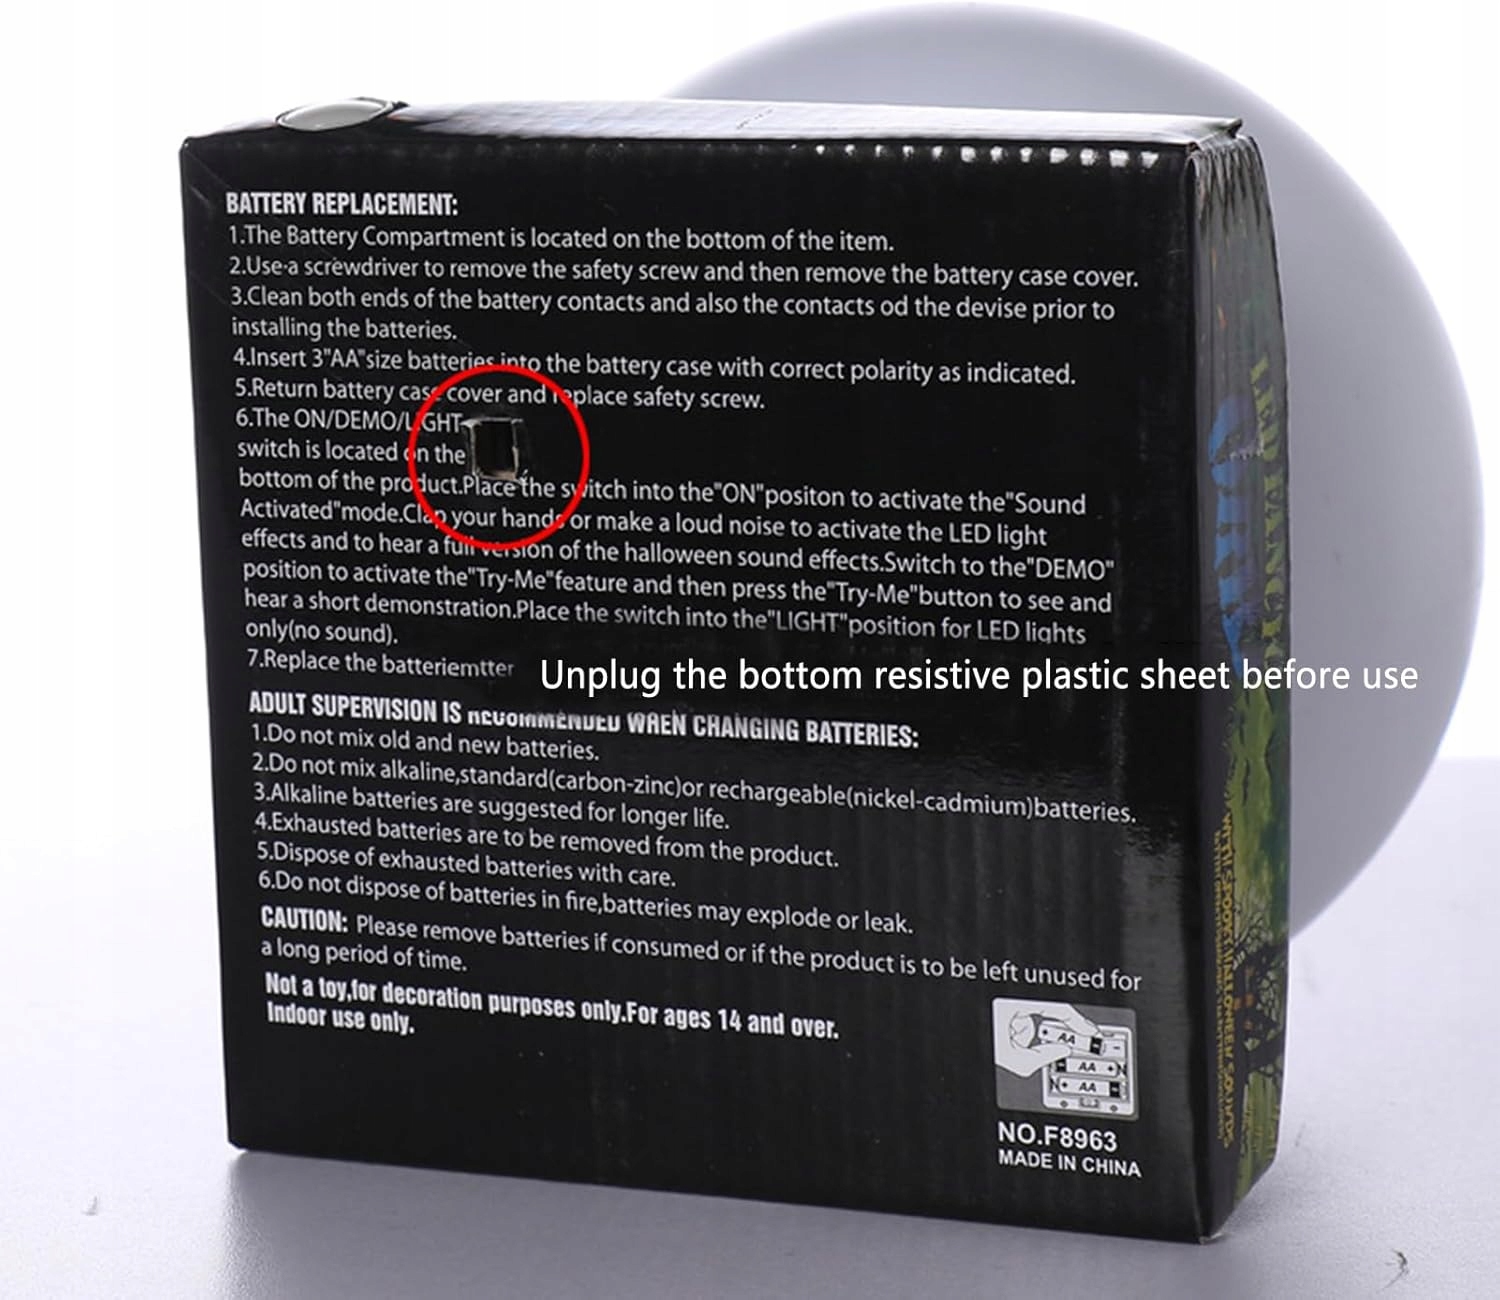 BATTERY REPLACEMENT:
1.The Battery Compartment is located on the bottom of the item.
2.Use a screwdriver to remove the safety screw and then remove the battery case cover.
3.Clean both ends of the battery contacts and also the contacts od the devise prior to
installing the batteries.
4.Insert 3"AA"size batteries into the battery case with correct polarity as indicated.
5.Return battery case cover and replace safety screw.
6.The ON/DEMO/LIGHT
switch is located on the
bottom of the product.Place the switch into the"ON"positon to activate the"Sound
Activated"mode.Clap your hands or make a loud noise to activate the LED light
effects and to hear a full version of the halloween sound effects.Switch to the"DEMO"
position to activate the"Try-Me"feature and then press the"Try-Me"button to see and
hear a short demonstration.Place the switch into the"LIGHT"position for LED lights
only(no sound).
7.Replace the batteriemtter
Unplug the bottom resistive plastic sheet before use
ADULT SUPERVISION IS RECOMMENDED WHEN CHANGING BATTERIES:
1.Do not mix old and new batteries.
2.Do not mix alkaline,standard(carbon-zinc)or rechargeable(nickel-cadmium)batteries.
3.Alkaline batteries are suggested for longer life.
4.Exhausted batteries are to be removed from the product.
5.Dispose of exhausted batteries with care.
6.Do not dispose of batteries in fire,batteries may explode or leak.
CAUTION: Please remove batteries if consumed or if the product is to be left unused for
a long period of time.
Not a toy,for decoration purposes only.For ages 14 and over.
Indoor use only.
AA
AA
AA
NO.F8963
MADE IN CHINA
WITH SPOOKY HALLOWEEN SOUNDS